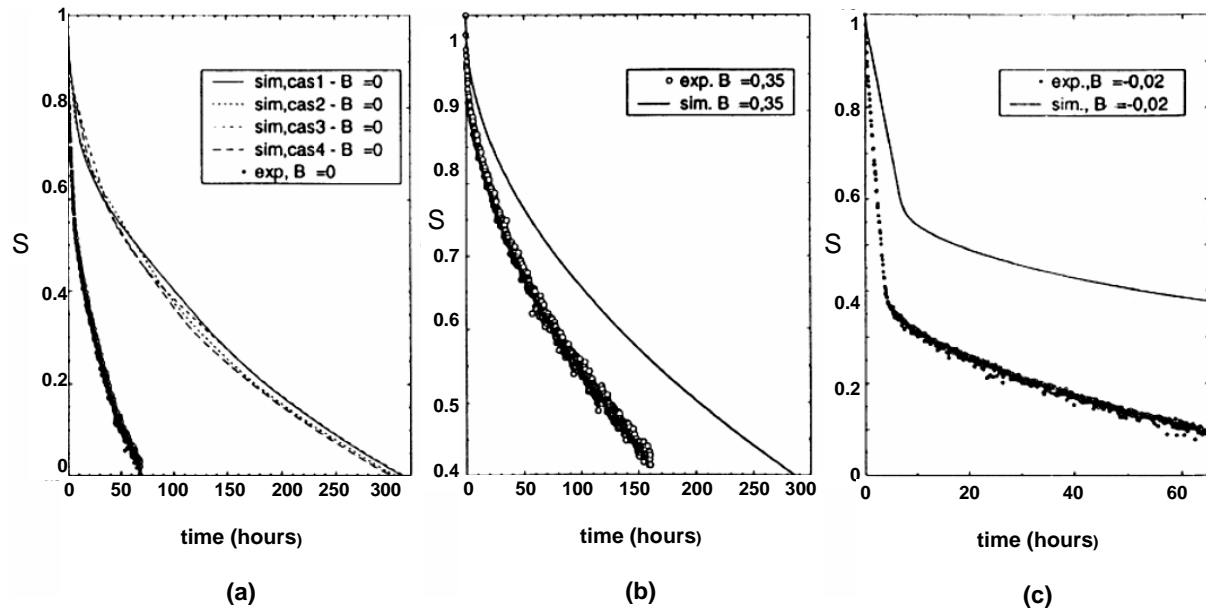 1
0.8
0.6
S
0.4
0.2
0
0 50 100 150 200 250 300
time (hours)
(a)
sim,cas1 - B =0
sim,cas2 - B =0
sim,cas3 - B =0
sim,cas4 - B =0
exp, B =0
1
0.9
0.8
S
0.7
0.6
0.5
0.4
0 50 100 150 200 250 300
time (hours)
(b)
exp. B =0,35
sim. B =0,35
1
0.8
0.6
S
0.4
0.2
0
0 20 40 60
time (hours)
(c)
exp.,B =-0,02
sim., B =-0,02